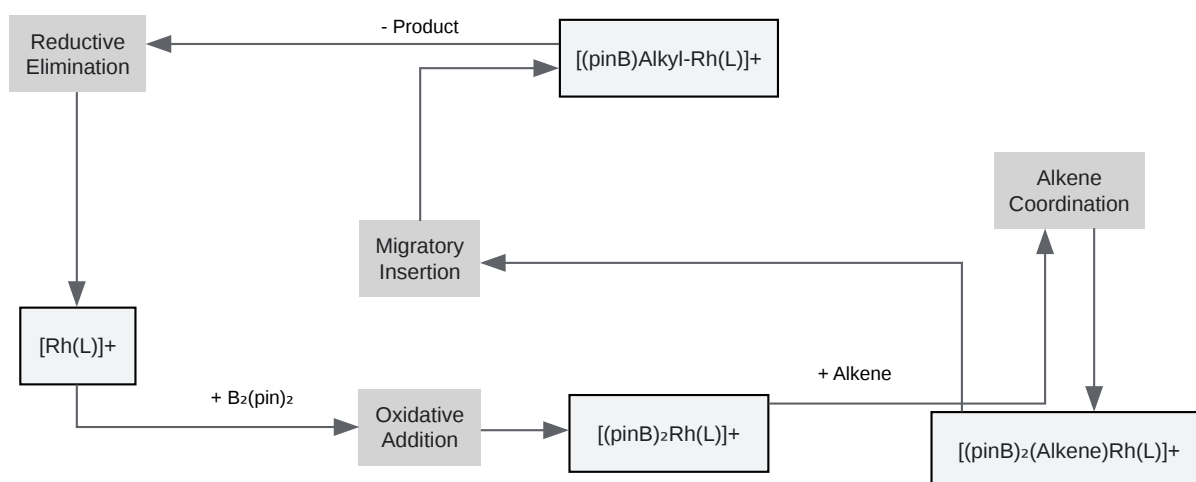 - Product
Reductive
Elimination
[(pinB)Alkyl-Rh(L)]+
Alkene
Coordination
Migratory
Insertion
[Rh(L)]+
+ B₂(pin)₂
+ Alkene
Oxidative
Addition
[(pinB)₂Rh(L)]+
[(pinB)₂(Alkene)Rh(L)]+